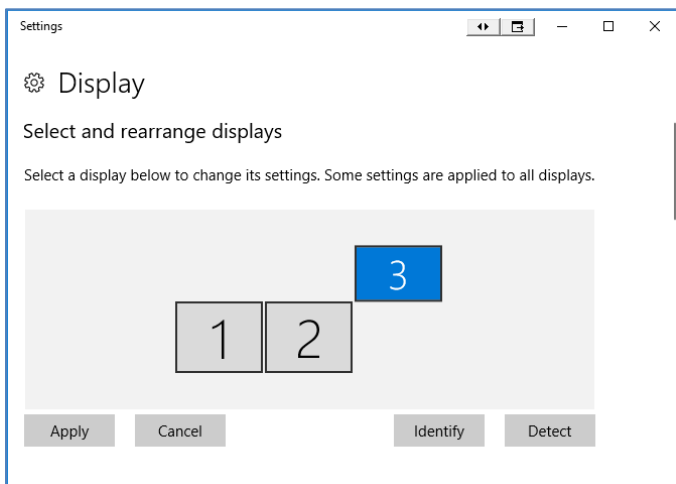 Settings
Display
Select and rearrange displays
Select a display below to change its settings. Some settings are applied to all displays.
3
1 2
Apply Cancel Identify Detect